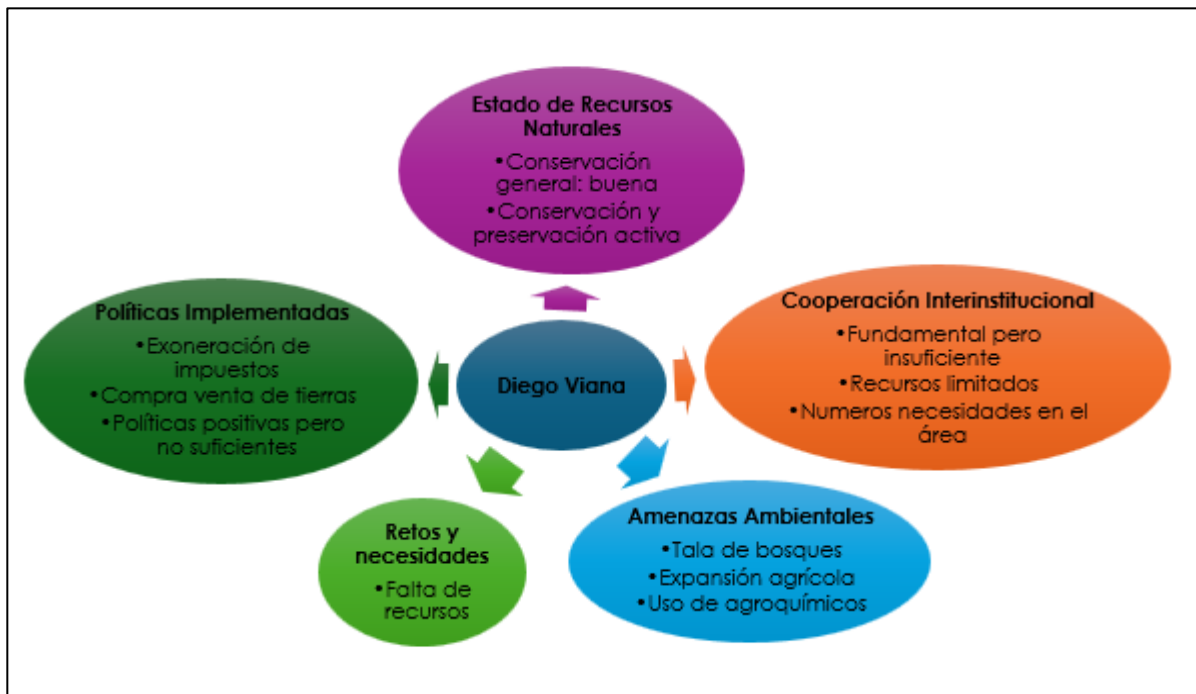 Estado de Recursos
Naturales
•Conservación
general: buena
•Conservación y
preservación activa
Políticas Implementadas
•Exoneración de
impuestos
•Compra venta de tierras
•Políticas positivas pero
no suficientes
Diego Viana
Cooperación Interinstitucional
•Fundamental pero
insuficiente
•Recursos limitados
•Numeros necesidades en el
área
Retos y
necesidades
•Falta de
recursos
Amenazas Ambientales
•Tala de bosques
•Expansión agrícola
•Uso de agroquímicos